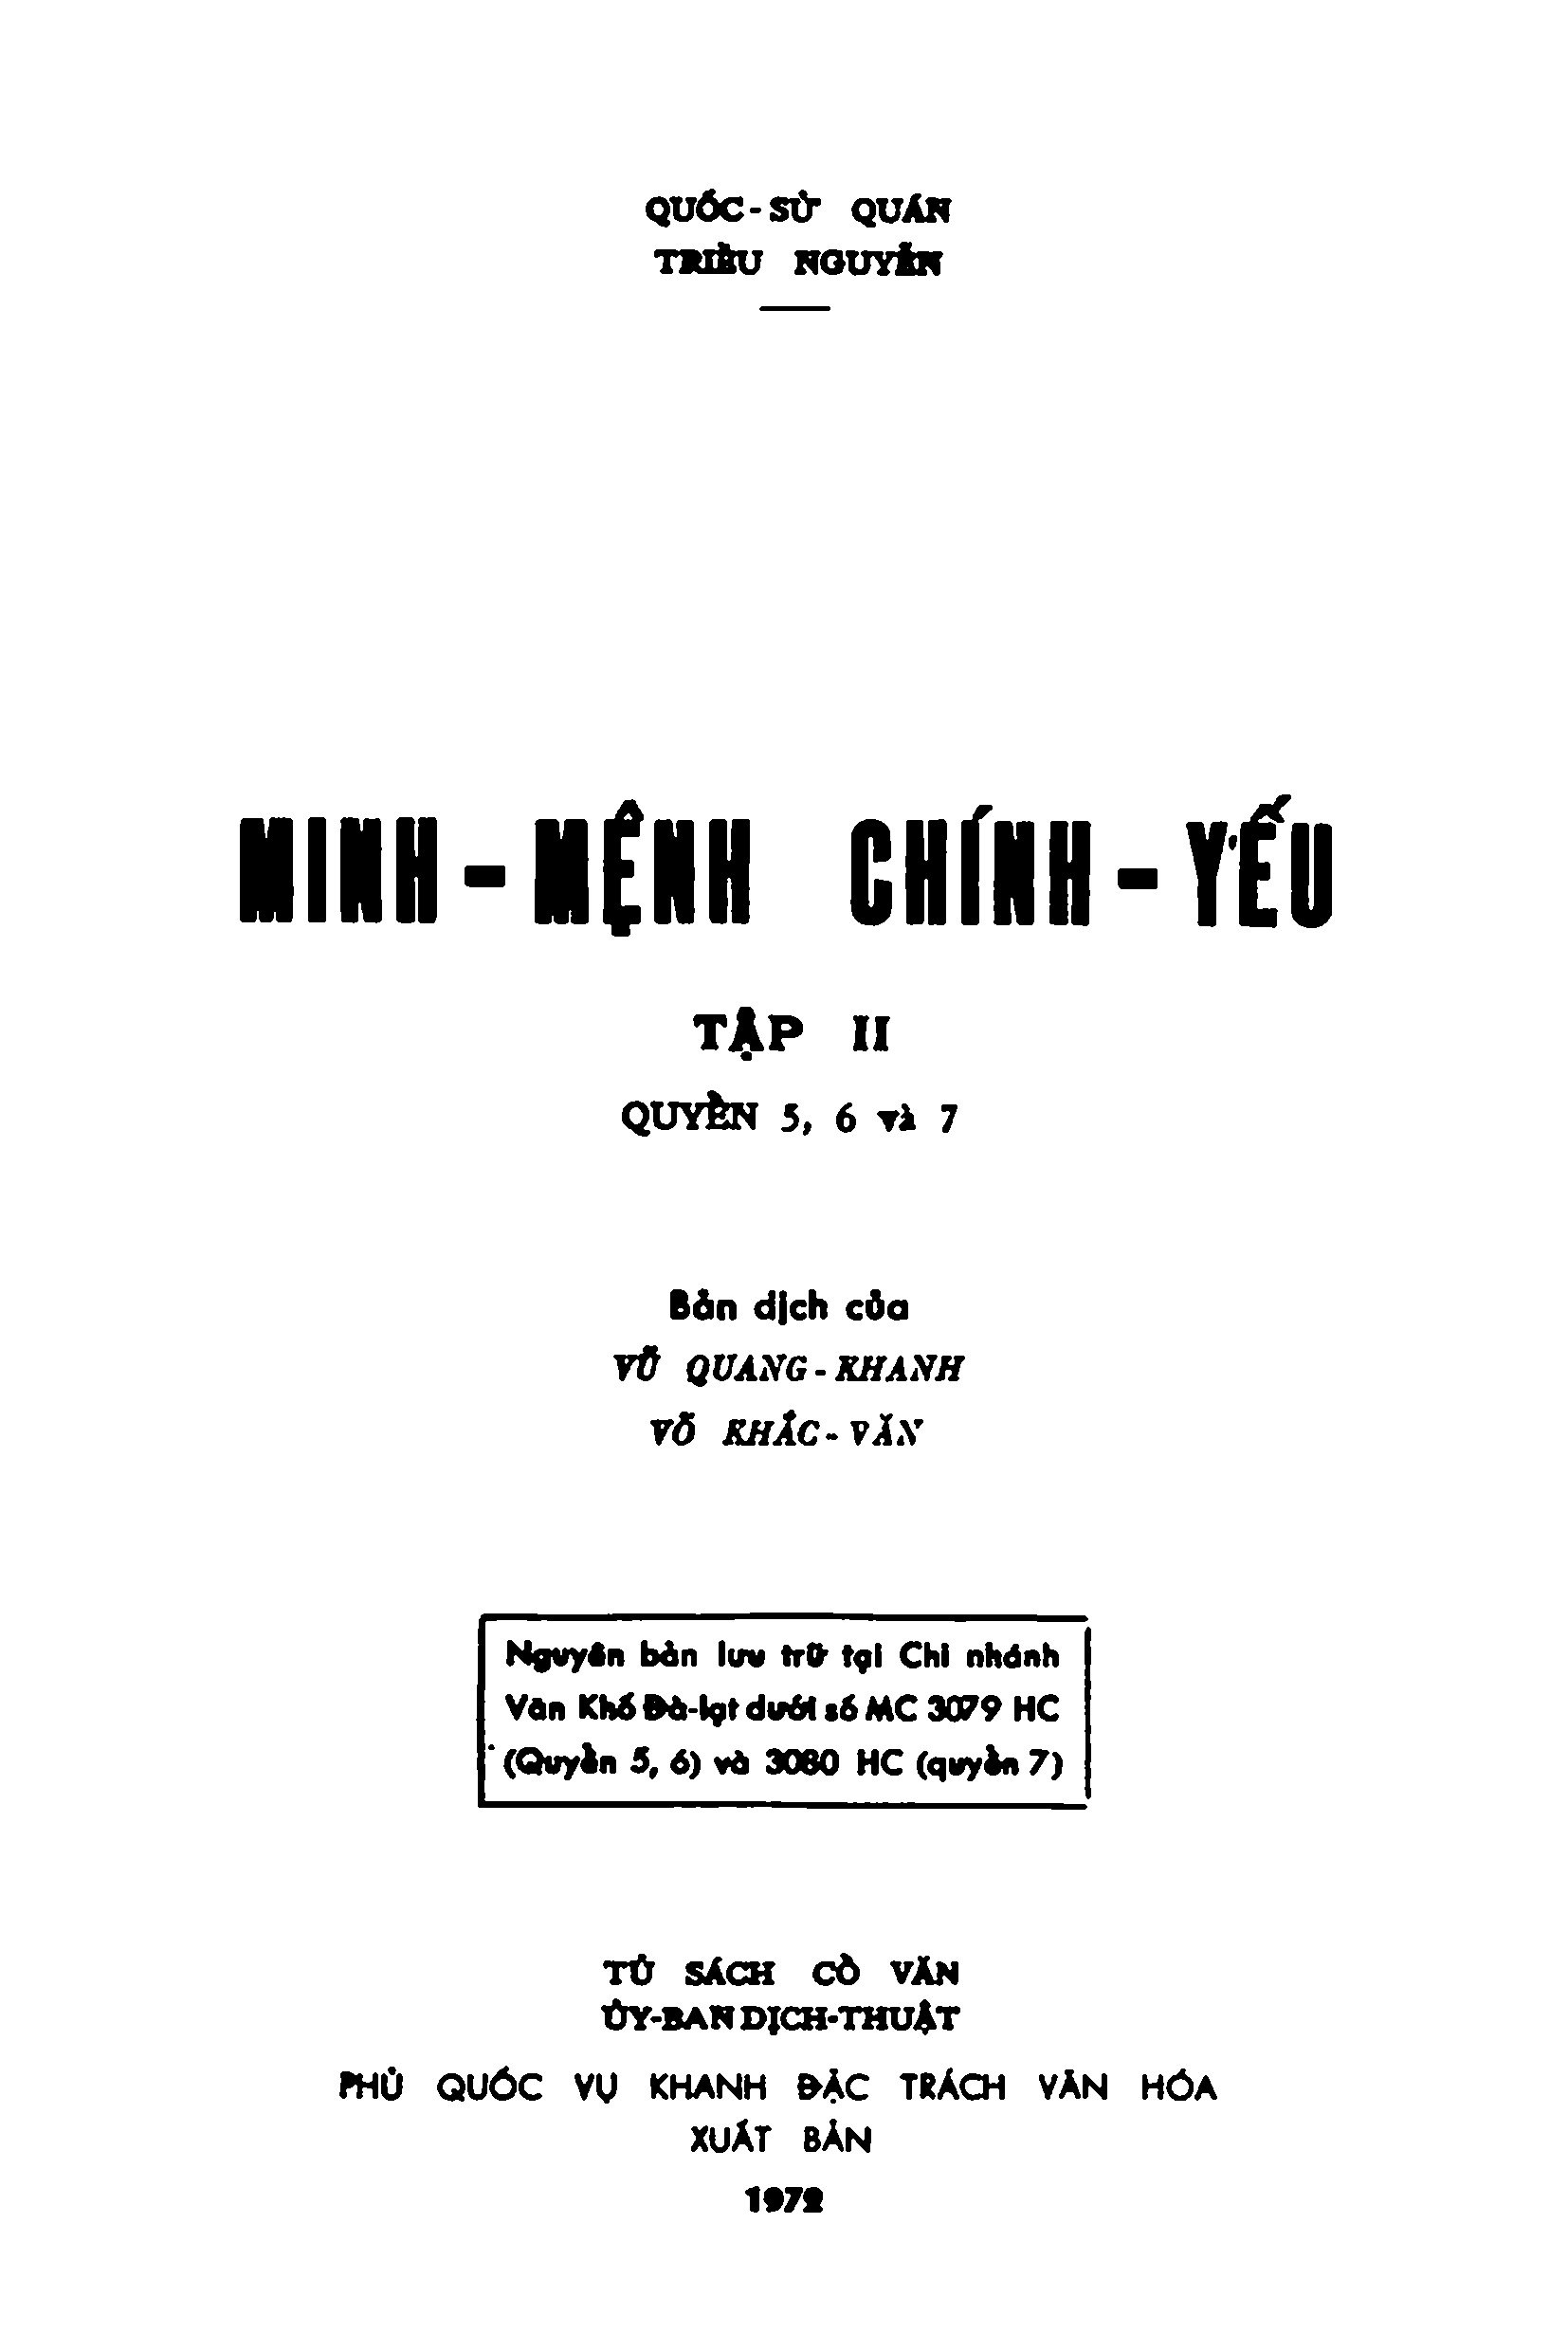 QUỐC-SỬ QUÁN
TRIỀU NGUYỄN
MINH-MỆNH CHÍNH-YẾU
TẬP II
QUYỂN 5, 6 và 7
Bản dịch của
VŨ QUANG-KHANH
VÕ KHẮC-VĂN
Nguyên bản lưu trữ tại Chi nhánh
Văn Khố Đà-lạt dưới số MC 3079 HC
(Quyển 5, 6) và 3080 HC (quyển 7)
TỦ SÁCH CỔ VĂN
ỦY-BAN DỊCH-THUẬT
PHỦ QUỐC VỤ KHANH ĐẶC TRÁCH VĂN HÓA
XUẤT BẢN
1972